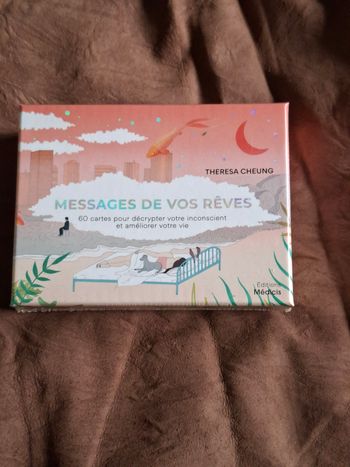 THERESA CHEUNG
MESSAGES DE VOS RÊVES
60 cartes pour décrypter votre inconscient
et améliorer votre vie
Éditions
Médicis